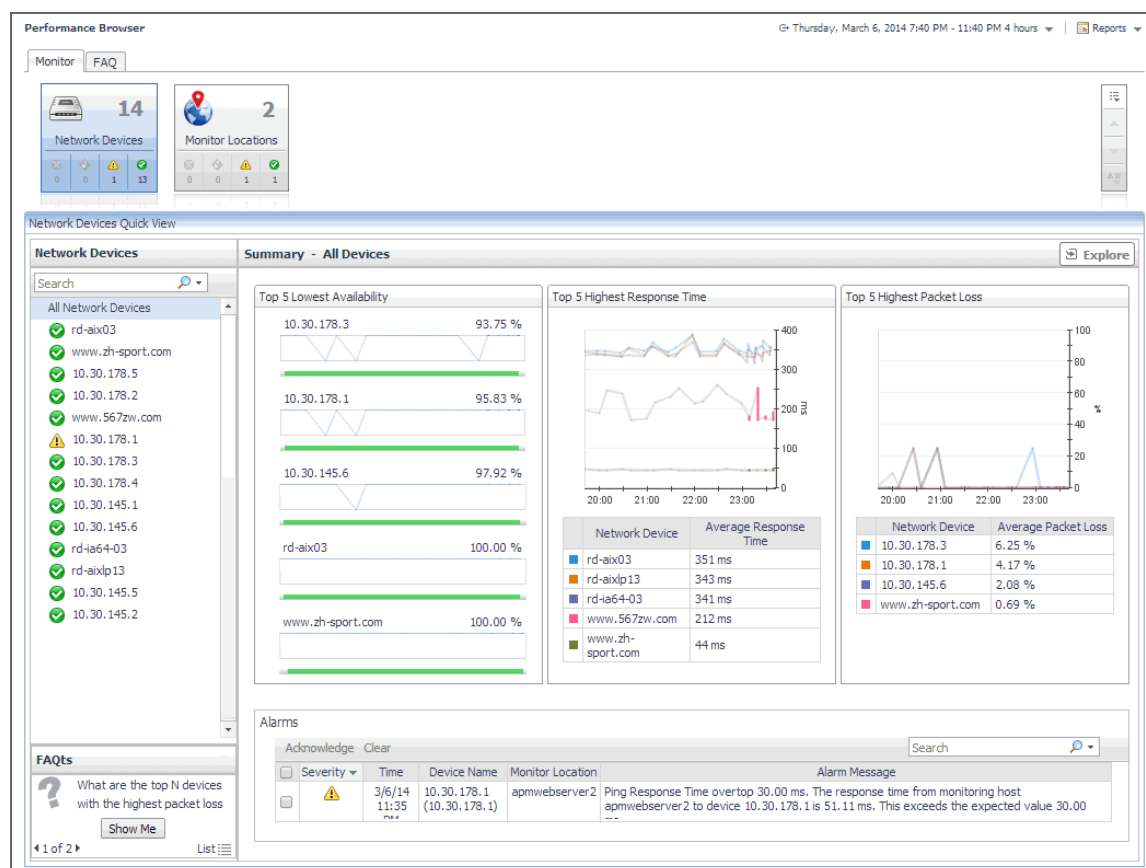 Performance Browser
Thursday, March 6, 2014 7:40 PM - 11:40 PM 4 hours
Reports
Monitor
FAQ
14
Network Devices
0 0 1 13
2
Monitor Locations
0 0 1 1
Network Devices Quick View
Network Devices
Search
All Network Devices
rd-aix03
www.zh-sport.com
10.30.178.5
10.30.178.2
www.567zw.com
10.30.178.1
10.30.178.3
10.30.178.4
10.30.145.1
10.30.145.6
rd-ia64-03
rd-aixlp13
10.30.145.5
10.30.145.2
FAQts
What are the top N devices
with the highest packet loss
Show Me
1 of 2
List
Summary - All Devices
Explore
Top 5 Lowest Availability
10.30.178.3 93.75 %
10.30.178.1 95.83 %
10.30.145.6 97.92 %
rd-aix03 100.00 %
www.zh-sport.com 100.00 %
Top 5 Highest Response Time
400
300
200
100
0
ms
20:00 21:00 22:00 23:00
Network Device Average Response
Time
rd-aix03 351 ms
rd-aixlp13 343 ms
rd-ia64-03 341 ms
www.567zw.com 212 ms
www.zh-
sport.com 44 ms
Top 5 Highest Packet Loss
100
80
60
40
20
0
%
20:00 21:00 22:00 23:00
Network Device Average Packet Loss
10.30.178.3 6.25 %
10.30.178.1 4.17 %
10.30.145.6 2.08 %
www.zh-sport.com 0.69 %
Alarms
Acknowledge Clear
Search
Severity Time Device Name Monitor Location Alarm Message
3/6/14
11:35
PM
10.30.178.1
(10.30.178.1)
apmwebserver2
Ping Response Time overtop 30.00 ms. The response time from monitoring host
apmwebserver2 to device 10.30.178.1 is 51.11 ms. This exceeds the expected value 30.00